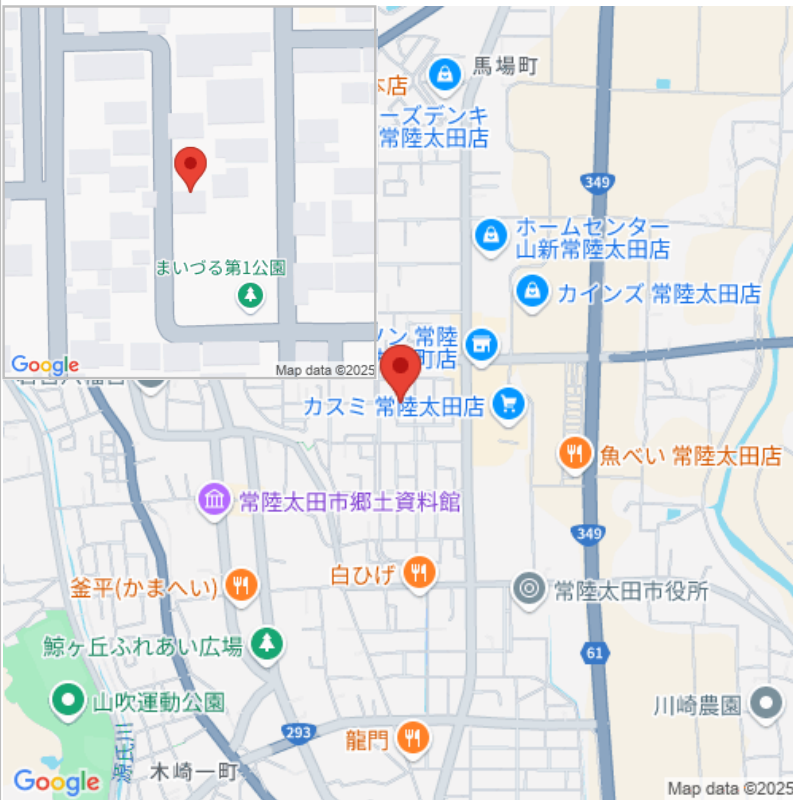 馬場町
本店
ーズデンキ
常陸太田店
349
ホームセンター
山新常陸太田店
まいづる第1公園
カインズ 常陸太田店
ソン 常陸
町店
Google
Map data ©2025
カスミ 常陸太田店
魚べい 常陸太田店
常陸太田市郷土資料館
349
白ひげ
釜平(かまへい)
常陸太田市役所
鯨ヶ丘ふれあい広場
61
山吹運動公園
川崎農園
293
龍門
源氏川
木崎一町
Google
Map data ©2025